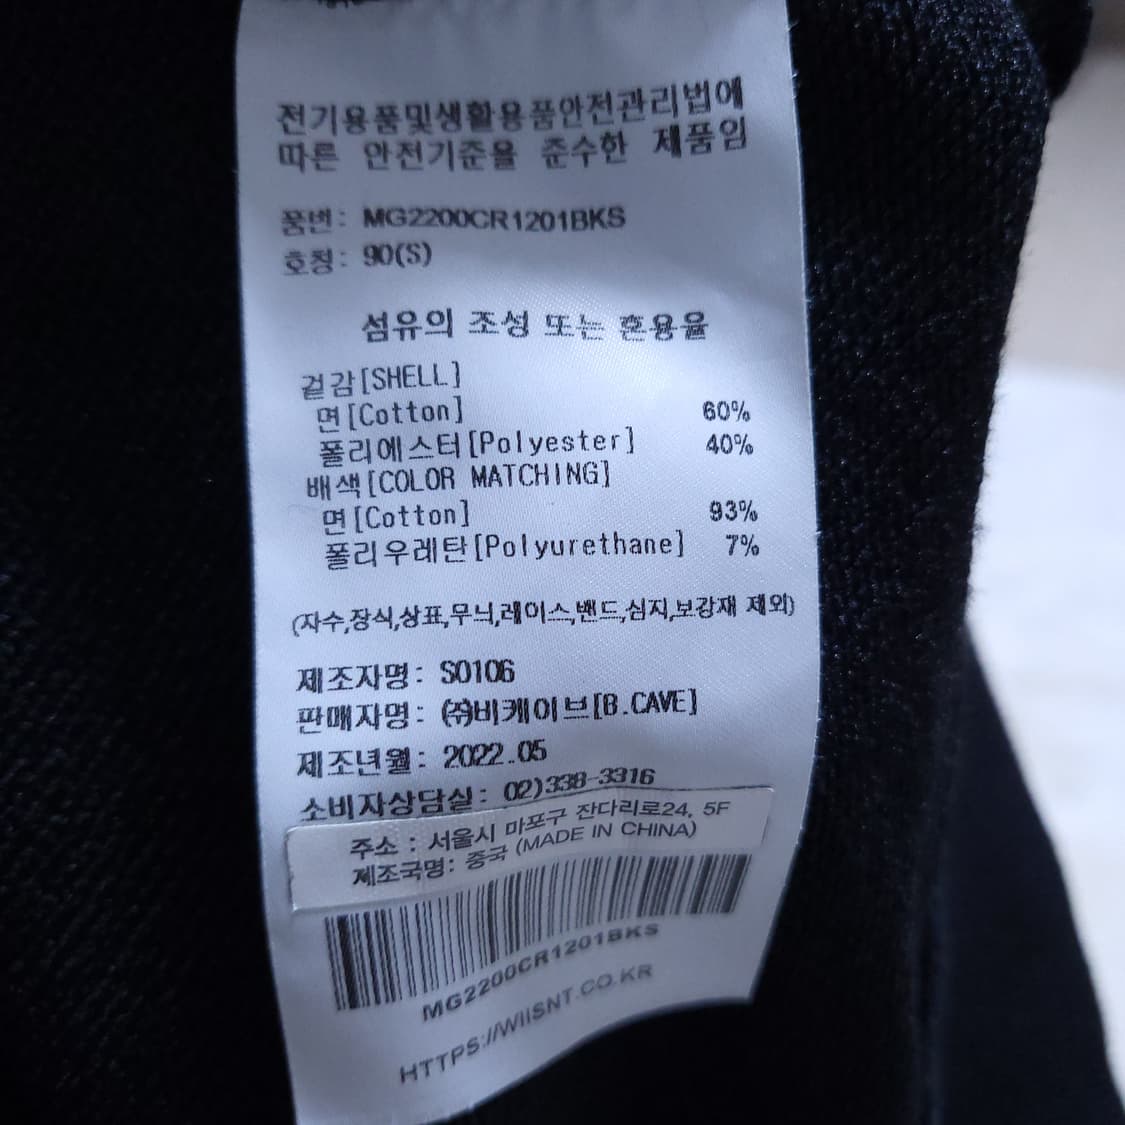 전기용품및생활용품안전관리법에
따른 안전기준을 준수한 제품임
품번: MG2200CR1201BKS
호칭: 90(S)
섬유의 조성 또는 혼용율
겉감[SHELL]
면[Cotton] 60%
폴리에스터[Polyester] 40%
배색[COLOR MATCHING]
면[Cotton] 93%
폴리우레탄[Polyurethane] 7%
(자수,장식,상표,무늬,레이스,밴드,심지,보강재 제외)
제조자명: S0106
판매자명: ㈜비케이브[B.CAVE]
제조년월: 2022.05
소비자상담실: 02)338-3316
주소 : 서울시 마포구 잔다리로24, 5F
제조국명: 중국 (MADE IN CHINA)
MG2200CR1201BKS
HTTPS://WIISNT.CO.KR